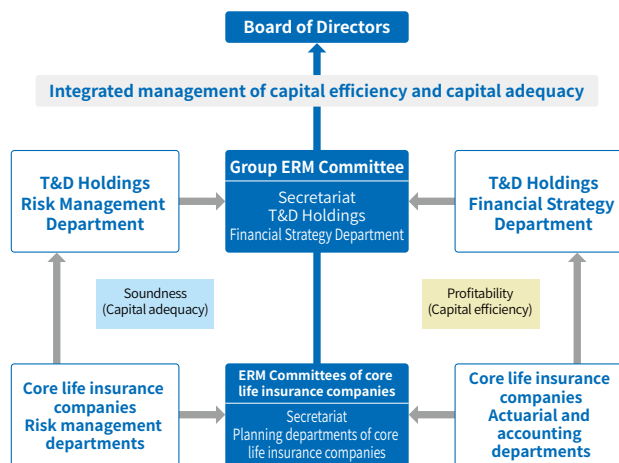 Board of Directors
Integrated management of capital efficiency and capital adequacy
T&D Holdings
Risk Management
Department
Group ERM Committee
Secretariat
T&D Holdings
Financial Strategy Department
T&D Holdings
Financial Strategy
Department
Soundness
(Capital adequacy)
Profitability
(Capital efficiency)
Core life insurance
companies
Risk management
departments
ERM Committees of core
life insurance companies
Secretariat
Planning departments of core
life insurance companies
Core life insurance
companies
Actuarial and
accounting
departments